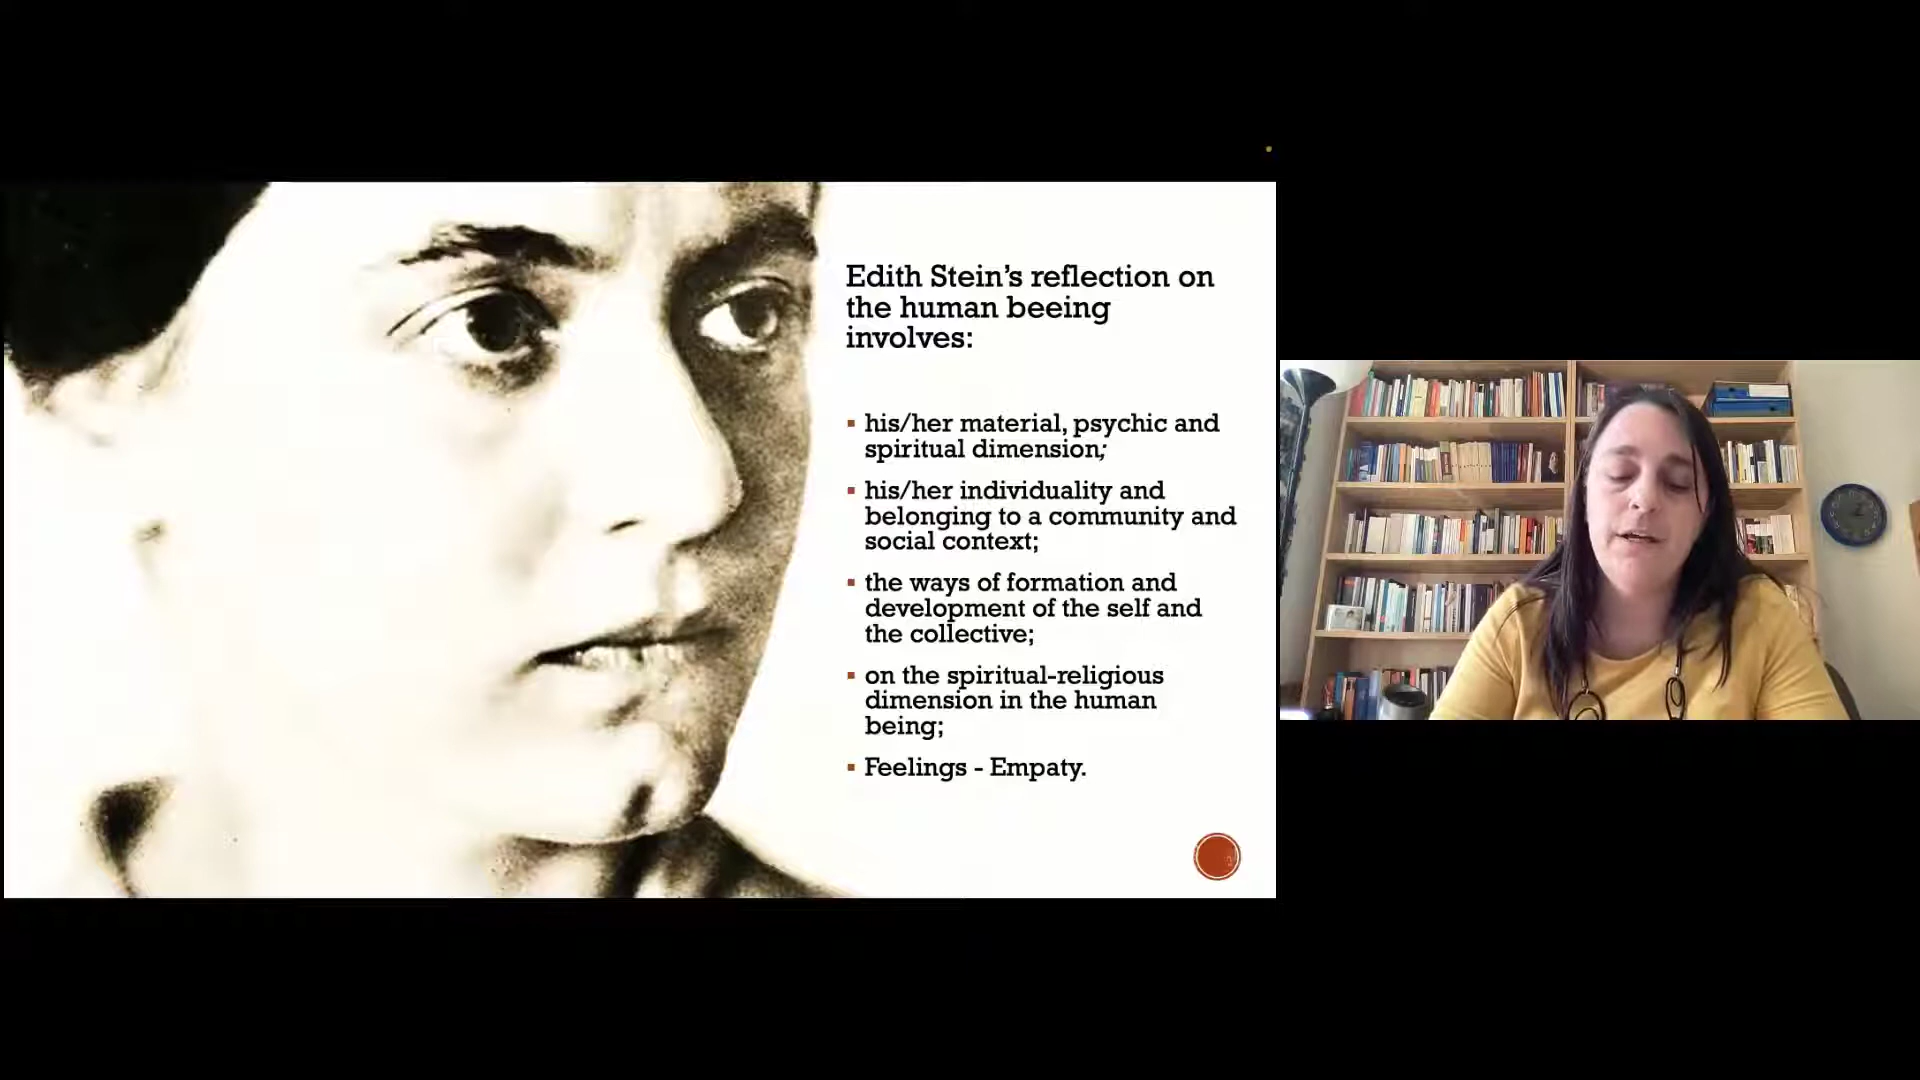 Edith Stein’s reflection on
the human beeing
involves:
▪ his/her material, psychic and
spiritual dimension;
▪ his/her individuality and
belonging to a community and
social context;
▪ the ways of formation and
development of the self and
the collective;
▪ on the spiritual-religious
dimension in the human
being;
▪ Feelings - Empaty.